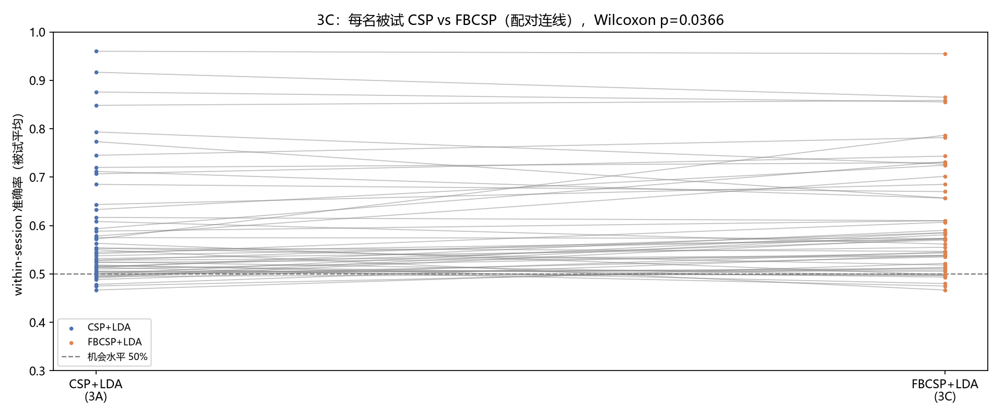 3C：每名被试 CSP vs FBCSP（配对连线），Wilcoxon p=0.0366
within-session 准确率（被试平均）
1.0
0.9
0.8
0.7
0.6
0.5
0.4
0.3
CSP+LDA
FBCSP+LDA
机会水平 50%
CSP+LDA
(3A)
FBCSP+LDA
(3C)